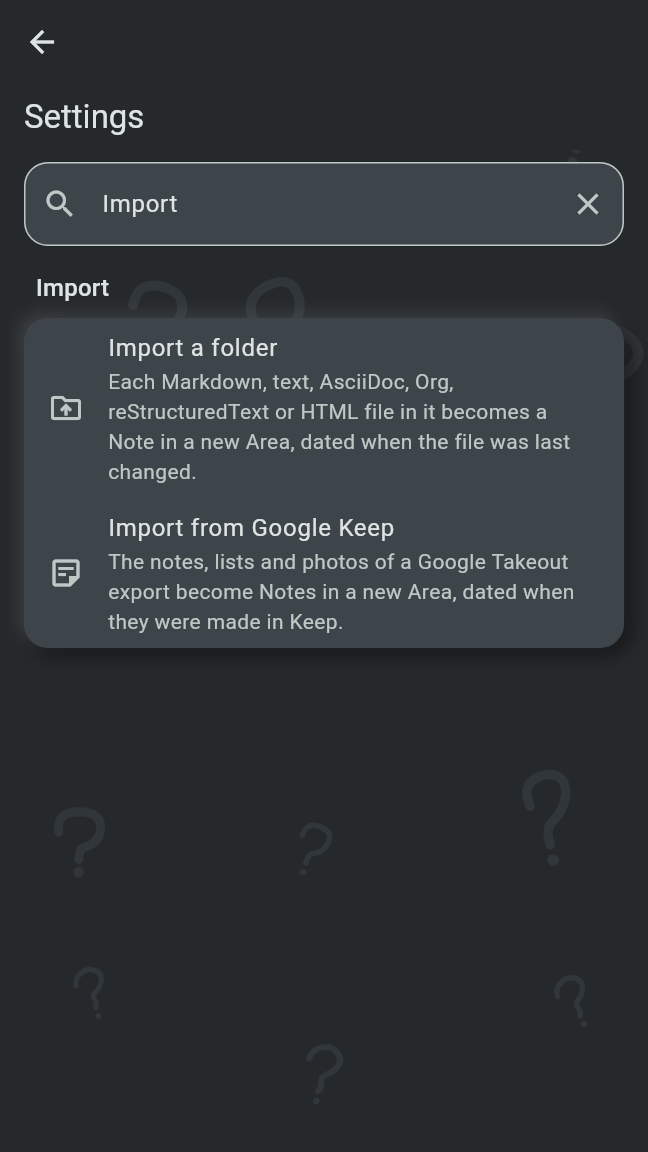 Settings
Import
Import
Import a folder
Each Markdown, text, AsciiDoc, Org,
reStructuredText or HTML file in it becomes a
Note in a new Area, dated when the file was last
changed.
Import from Google Keep
The notes, lists and photos of a Google Takeout
export become Notes in a new Area, dated when
they were made in Keep.